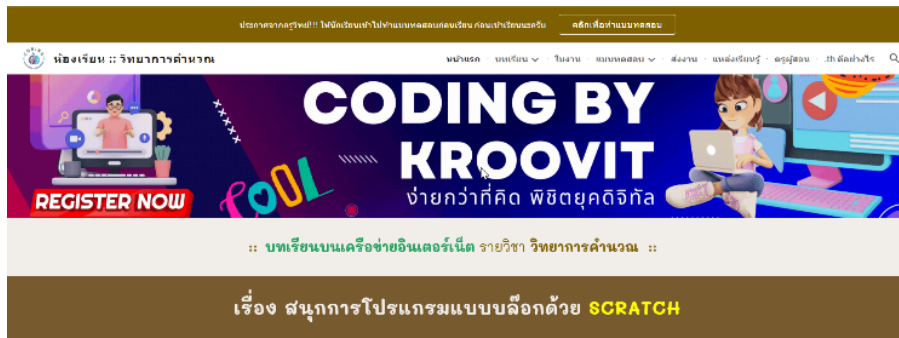 ประกาศจากครูวิทย์!!! ให้นักเรียนเข้าไปทำแบบทดสอบก่อนเรียน ก่อนเข้าเรียนนะครับ คลิกเพื่อทำแบบทดสอบ
ห้องเรียน :: วิทยาการคำนวณ หน้าแรก บทเรียน ใบงาน แบบทดสอบ ส่งงาน แหล่งเรียนรู้ ครูผู้สอน .th คืออย่างไร
CODING BY
KROOVIT
ง่ายกว่าที่คิด พิชิตยุคดิจิทัล
REGISTER NOW
COOL
:: บทเรียนบนเครือข่ายอินเตอร์เน็ต รายวิชา วิทยาการคำนวณ ::
เรื่อง สนุกการโปรแกรมแบบบล็อกด้วย SCRATCH